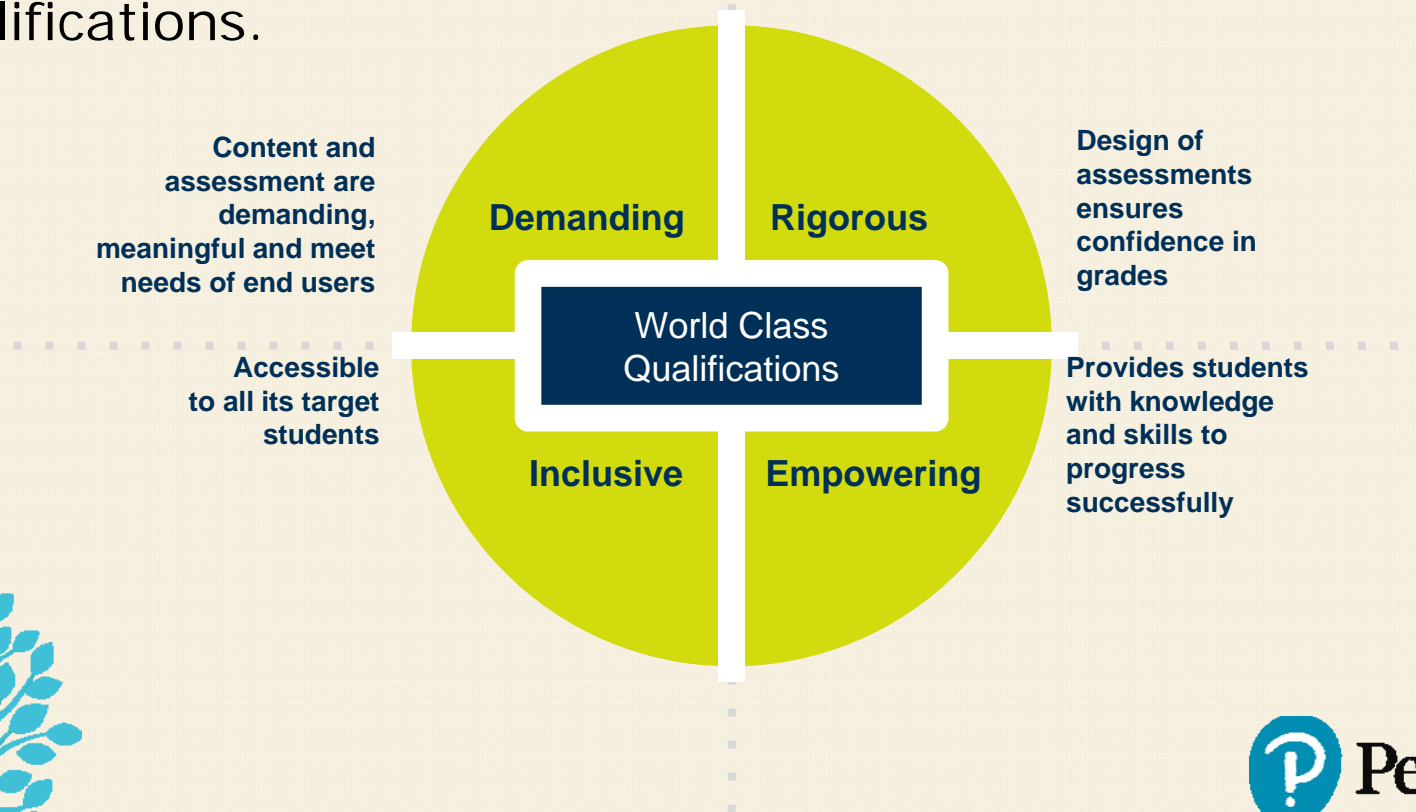 lifications.
Content and
assessment are
demanding,
meaningful and meet
needs of end users
Demanding
Rigorous
Design of
assessments
ensures
confidence in
grades
World Class
Qualifications
Accessible
to all its target
students
Inclusive
Empowering
Provides students
with knowledge
and skills to
progress
successfully
Pe